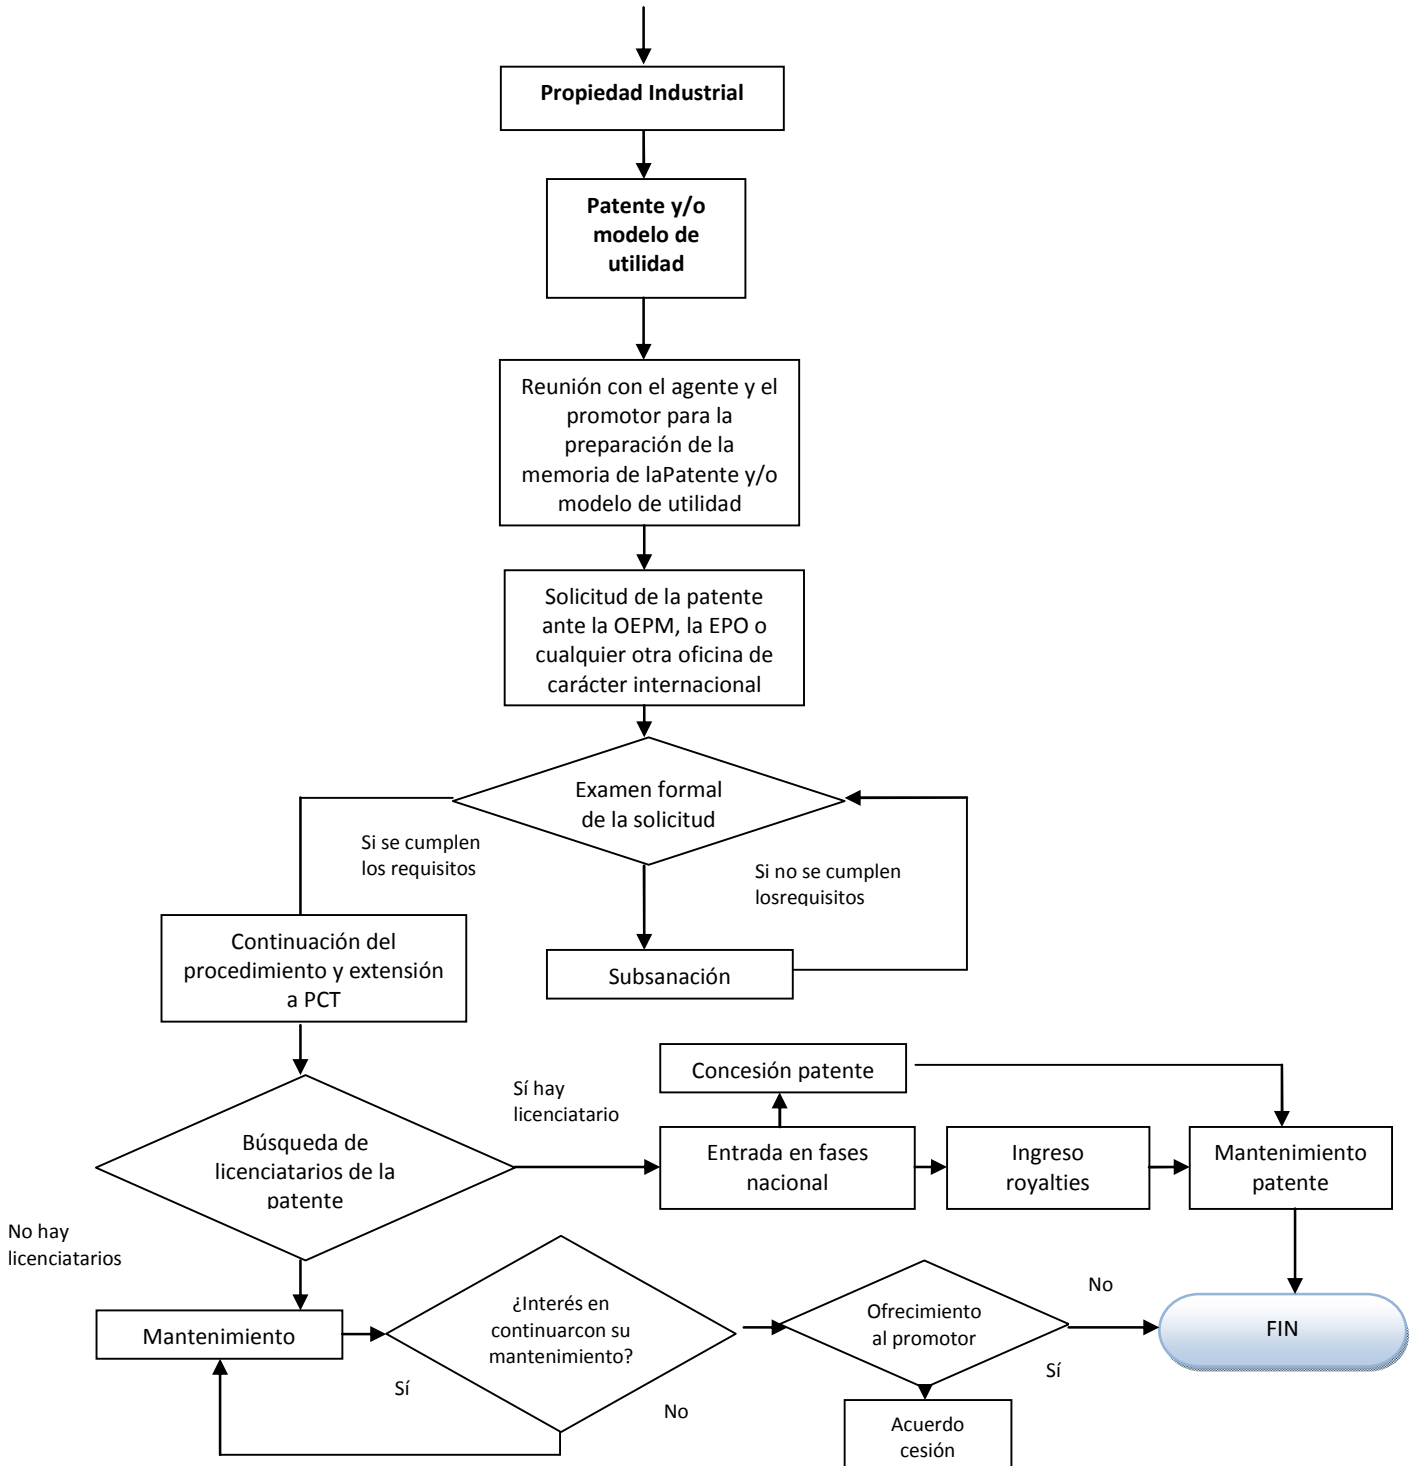 Propiedad Industrial
Patente y/o
modelo de
utilidad
Reunión con el agente y el
promotor para la
preparación de la
memoria de laPatente y/o
modelo de utilidad
Solicitud de la patente
ante la OEPM, la EPO o
cualquier otra oficina de
carácter internacional
Examen formal
de la solicitud
Si se cumplen
los requisitos
Si no se cumplen
losrequisitos
Continuación del
procedimiento y extensión
a PCT
Subsanación
Concesión patente
Sí hay
licenciatario
Búsqueda de
licenciatarios de la
patente
Entrada en fases
nacional
Ingreso
royalties
Mantenimiento
patente
No hay
licenciatarios
Mantenimiento
¿Interés en
continuarcon su
mantenimiento?
Sí
No
Ofrecimiento
al promotor
No
Sí
FIN
Acuerdo
cesión